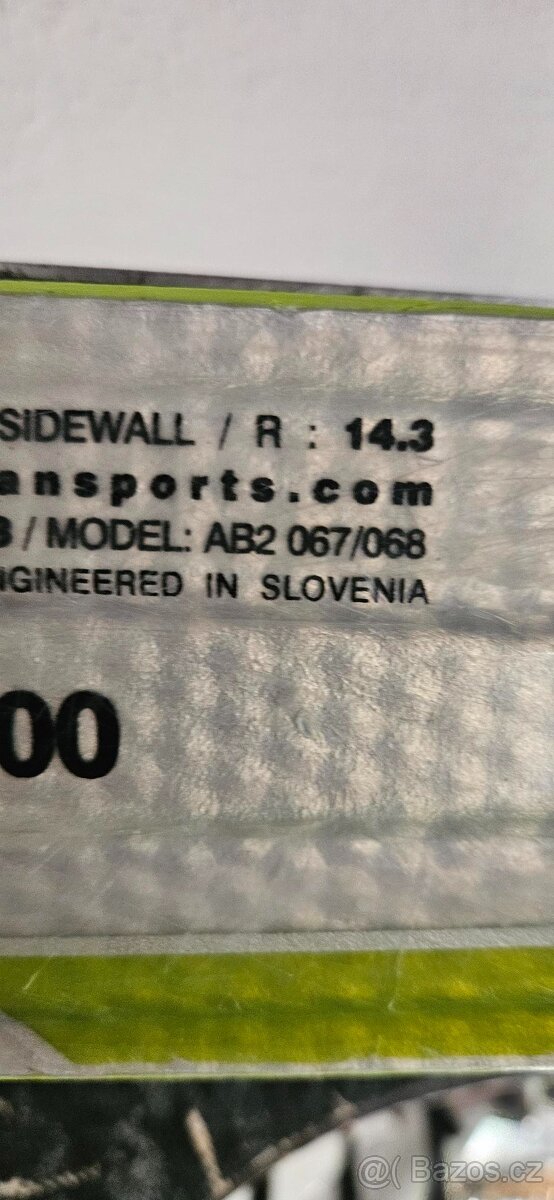 SIDEWALL / R : 14.3
ansports.com
3 / MODEL: AB2 067/068
NGINEERED IN SLOVENIA
00
@( Bazos.cz